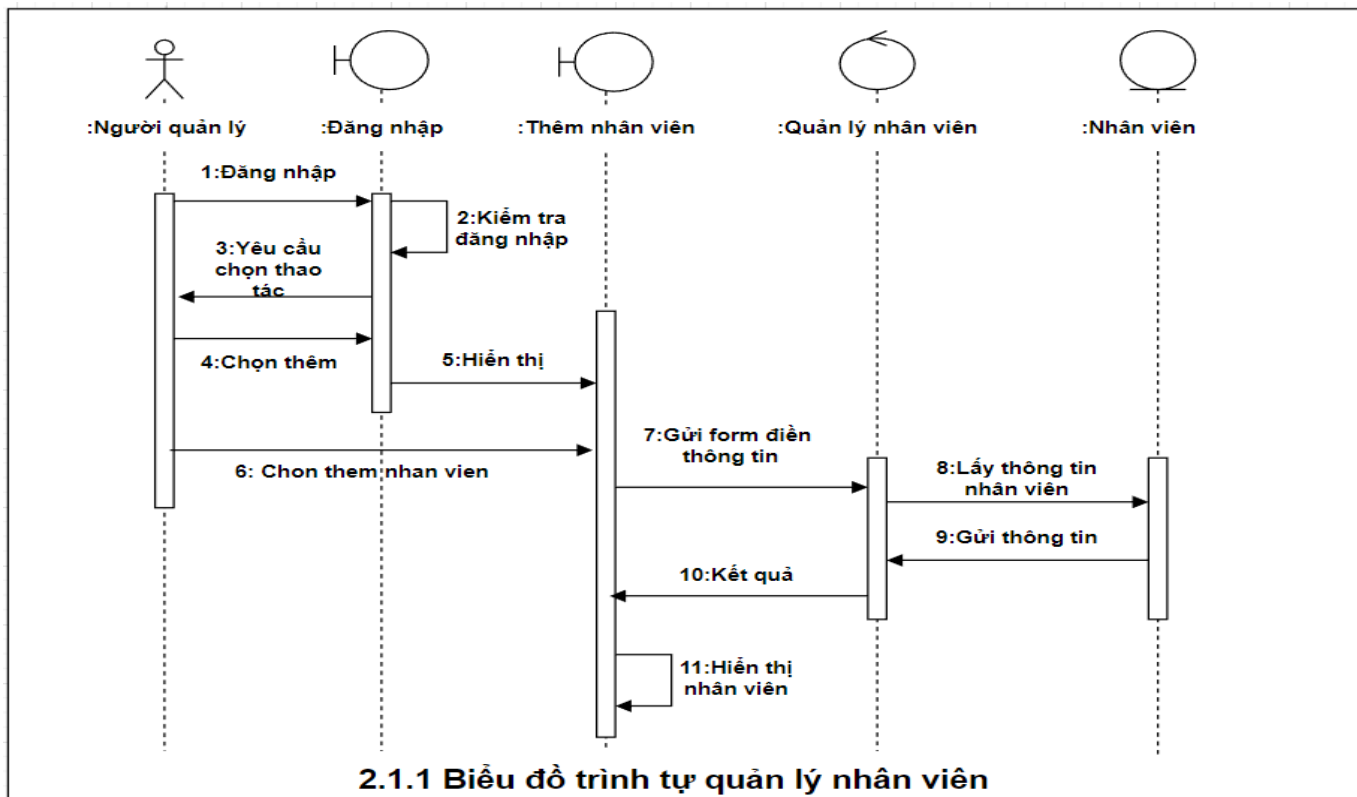 :Người quản lý
:Đăng nhập
:Thêm nhân viên
:Quản lý nhân viên
:Nhân viên
1:Đăng nhập
2:Kiểm tra
đăng nhập
3:Yêu cầu
chọn thao
tác
4:Chọn thêm
5:Hiển thị
6: Chon them nhan vien
7:Gửi form điền
thông tin
8:Lấy thông tin
nhân viên
9:Gửi thông tin
10:Kết quả
11:Hiển thị
nhân viên
2.1.1 Biểu đồ trình tự quản lý nhân viên